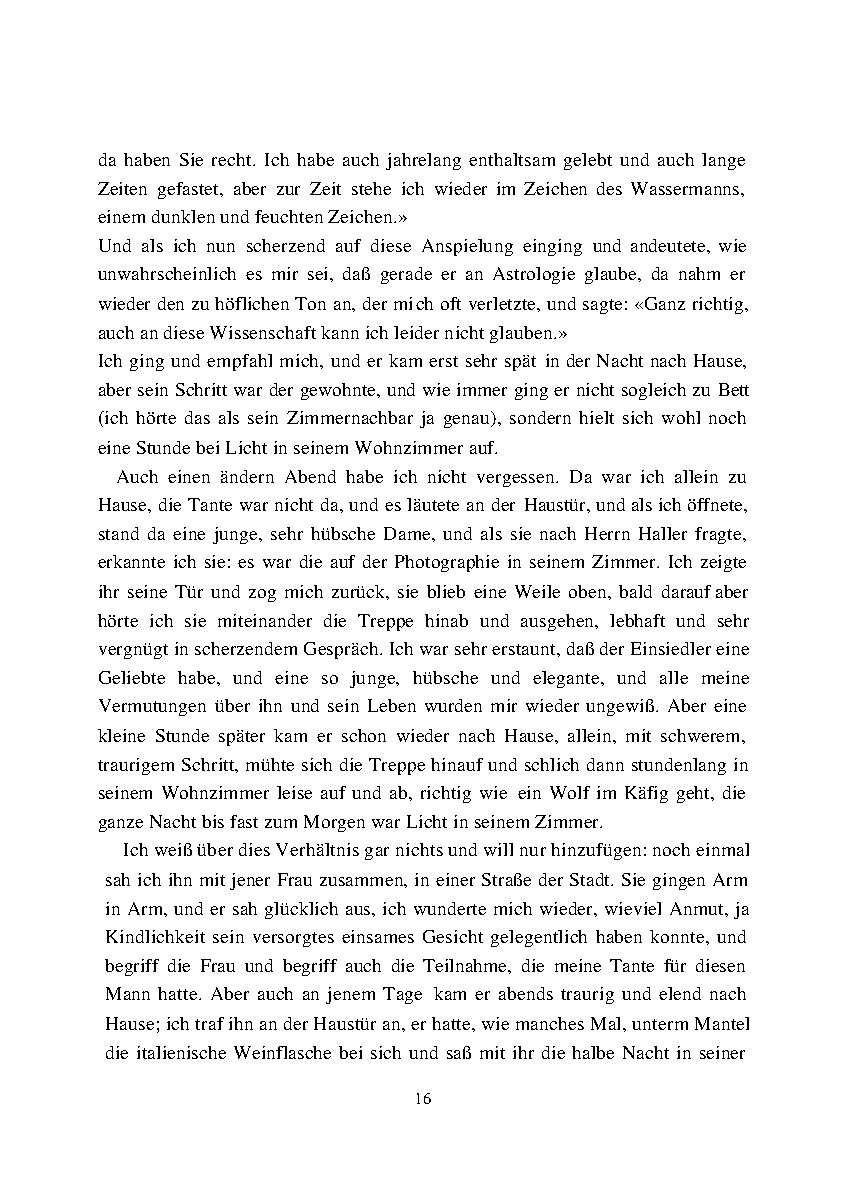 da haben Sie recht. Ich habe auch jahrelang enthaltsam gelebt und auch lange
Zeiten gefastet, aber zur Zeit stehe ich wieder im Zeichen des Wassermanns,
einem dunklen und feuchten Zeichen.»
Und als ich nun scherzend auf diese Anspielung einging und andeutete, wie
unwahrscheinlich es mir sei, daß gerade er an Astrologie glaube, da nahm er
wieder den zu höflichen Ton an, der mich oft verletzte, und sagte: «Ganz richtig,
auch an diese Wissenschaft kann ich leider nicht glauben.»
Ich ging und empfahl mich, und er kam erst sehr spät in der Nacht nach Hause,
aber sein Schritt war der gewohnte, und wie immer ging er nicht sogleich zu Bett
(ich hörte das als sein Zimmernachbar ja genau), sondern hielt sich wohl noch
eine Stunde bei Licht in seinem Wohnzimmer auf.
Auch einen ändern Abend habe ich nicht vergessen. Da war ich allein zu
Hause, die Tante war nicht da, und es läutete an der Haustür, und als ich öffnete,
stand da eine junge, sehr hübsche Dame, und als sie nach Herrn Haller fragte,
erkannte ich sie: es war die auf der Photographie in seinem Zimmer. Ich zeigte
ihr seine Tür und zog mich zurück, sie blieb eine Weile oben, bald darauf aber
hörte ich sie miteinander die Treppe hinab und ausgehen, lebhaft und sehr
vergnügt in scherzendem Gespräch. Ich war sehr erstaunt, daß der Einsiedler eine
Geliebte habe, und eine so junge, hübsche und elegante, und alle meine
Vermutungen über ihn und sein Leben wurden mir wieder ungewiß. Aber eine
kleine Stunde später kam er schon wieder nach Hause, allein, mit schwerem,
traurigem Schritt, mühte sich die Treppe hinauf und schlich dann stundenlang in
seinem Wohnzimmer leise auf und ab, richtig wie ein Wolf im Käfig geht, die
ganze Nacht bis fast zum Morgen war Licht in seinem Zimmer.
Ich weiß über dies Verhältnis gar nichts und will nur hinzufügen: noch einmal
sah ich ihn mit jener Frau zusammen, in einer Straße der Stadt. Sie gingen Arm
in Arm, und er sah glücklich aus, ich wunderte mich wieder, wieviel Anmut, ja
Kindlichkeit sein versorgtes einsames Gesicht gelegentlich haben konnte, und
begriff die Frau und begriff auch die Teilnahme, die meine Tante für diesen
Mann hatte. Aber auch an jenem Tage kam er abends traurig und elend nach
Hause; ich traf ihn an der Haustür an, er hatte, wie manches Mal, unterm Mantel
die italienische Weinflasche bei sich und saß mit ihr die halbe Nacht in seiner
16